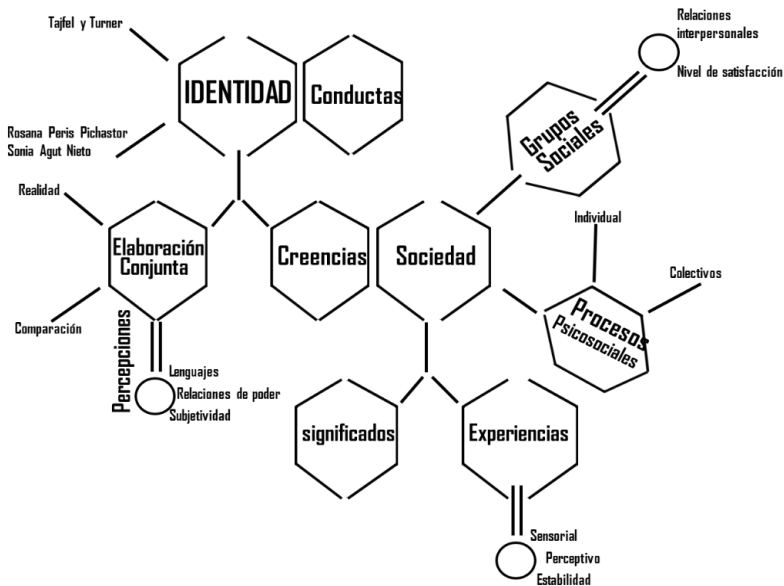 Tajfel y Turner
IDENTIDAD
Conductas
Rosana Peris Pichastor
Sonia Agut Nieto
Relaciones
interpersonales
Nivel de satisfacción
Grupos
Sociales
Realidad
Elaboración
Conjunta
Comparación
Creencias
Sociedad
Individual
Colectivos
Procesos
Psicosociales
Percepciones
Lenguajes
Relaciones de poder
Subjetividad
significados
Experiencias
Sensorial
Perceptivo
Estabilidad